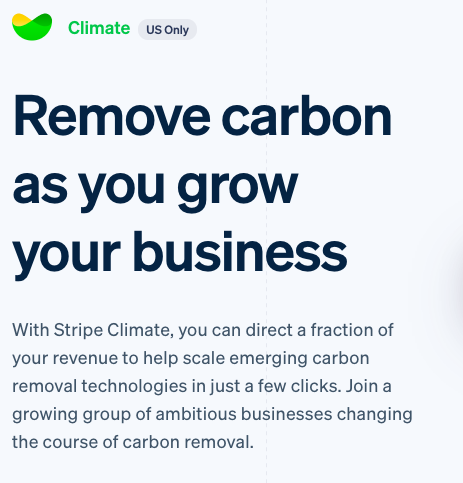 Climate US Only
Remove carbon
as you grow
your business
With Stripe Climate, you can direct a fraction of
your revenue to help scale emerging carbon
removal technologies in just a few clicks. Join a
growing group of ambitious businesses changing
the course of carbon removal.